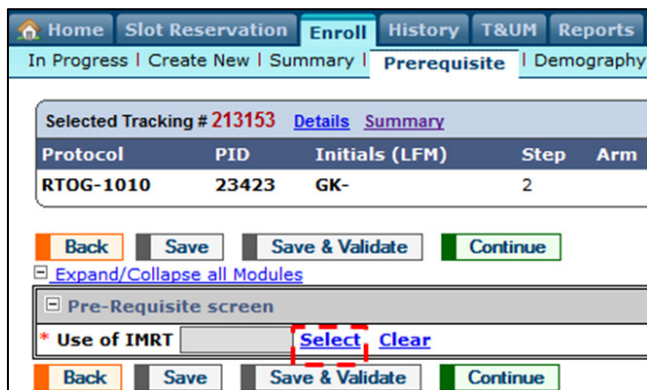 Home Slot Reservation Enroll History T&UM Reports
In Progress | Create New | Summary | Prerequisite | Demography
Selected Tracking # 213153 Details Summary
Protocol PID Initials (LFM) Step Arm
RTOG-1010 23423 GK- 2
Back Save Save & Validate Continue
Expand/Collapse all Modules
Pre-Requisite screen
* Use of IMRT Select Clear
Back Save Save & Validate Continue